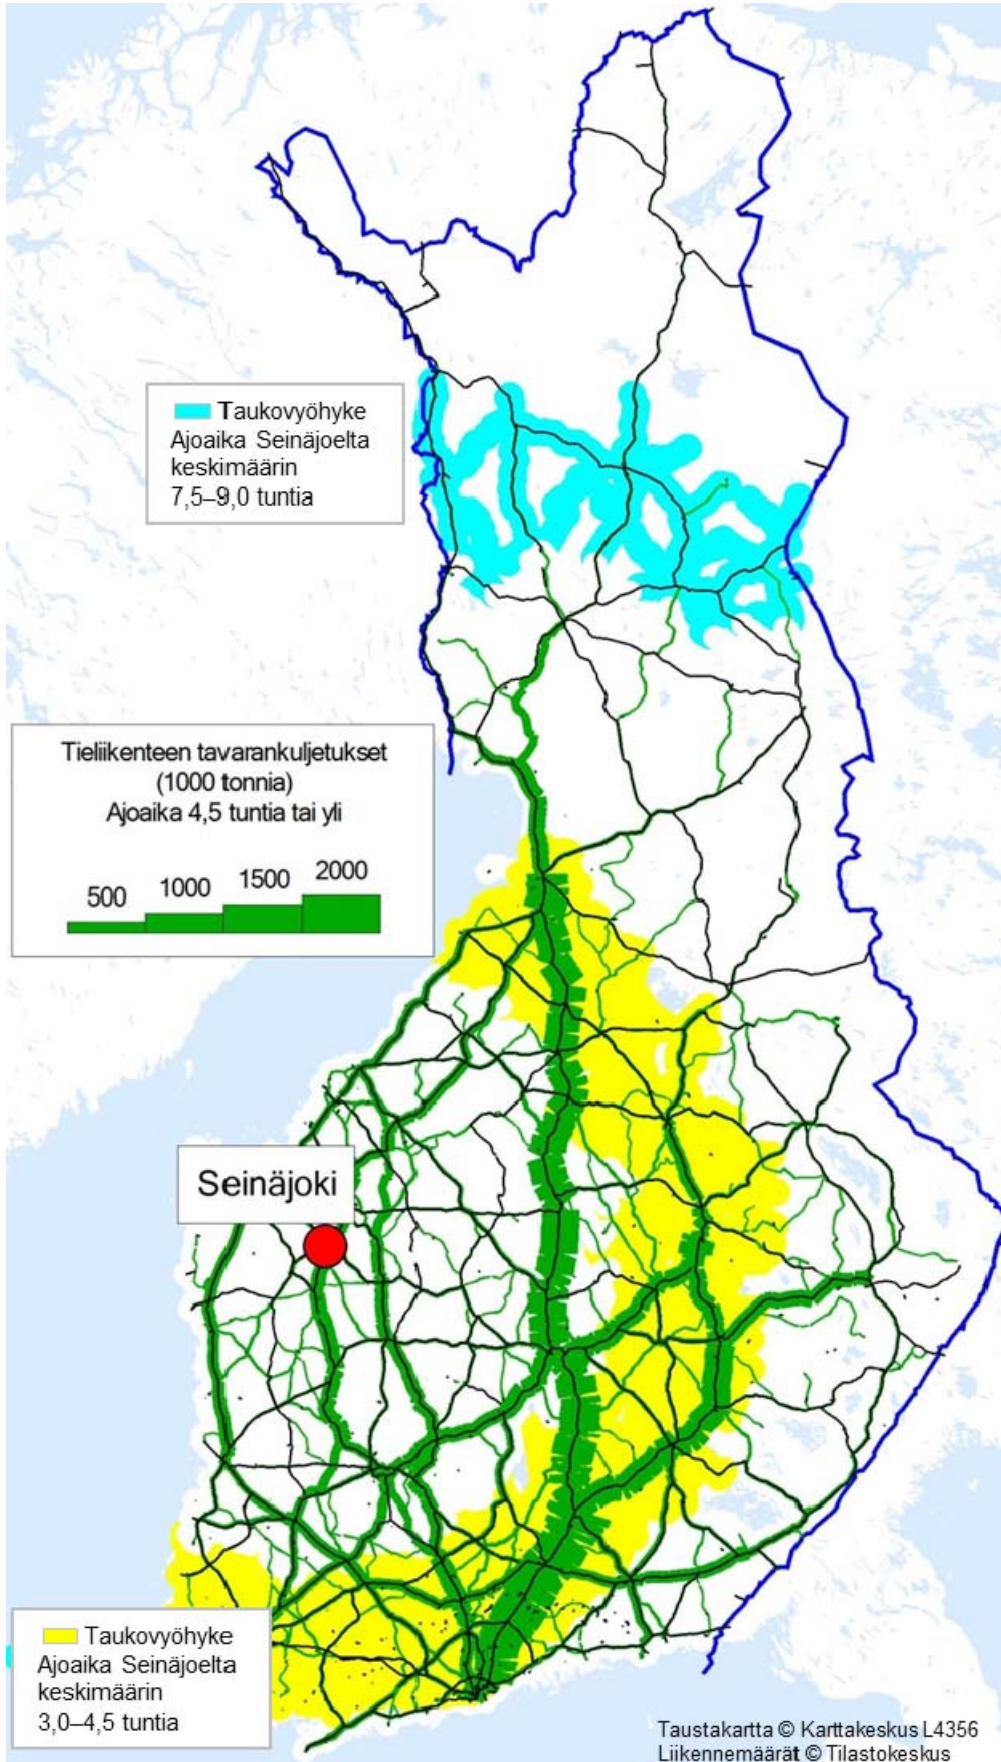 Taukovyöhyke
Ajoaika Seinäjoelta
keskimäärin
7,5–9,0 tuntia
Tieliikenteen tavarankuljetukset
(1000 tonnia)
Ajoaika 4,5 tuntia tai yli
500 1000 1500 2000
Seinäjoki
Taukovyöhyke
Ajoaika Seinäjoelta
keskimäärin
3,0–4,5 tuntia
Taustakartta © Karttakeskus L4356
Liikennemäärät © Tilastokeskus